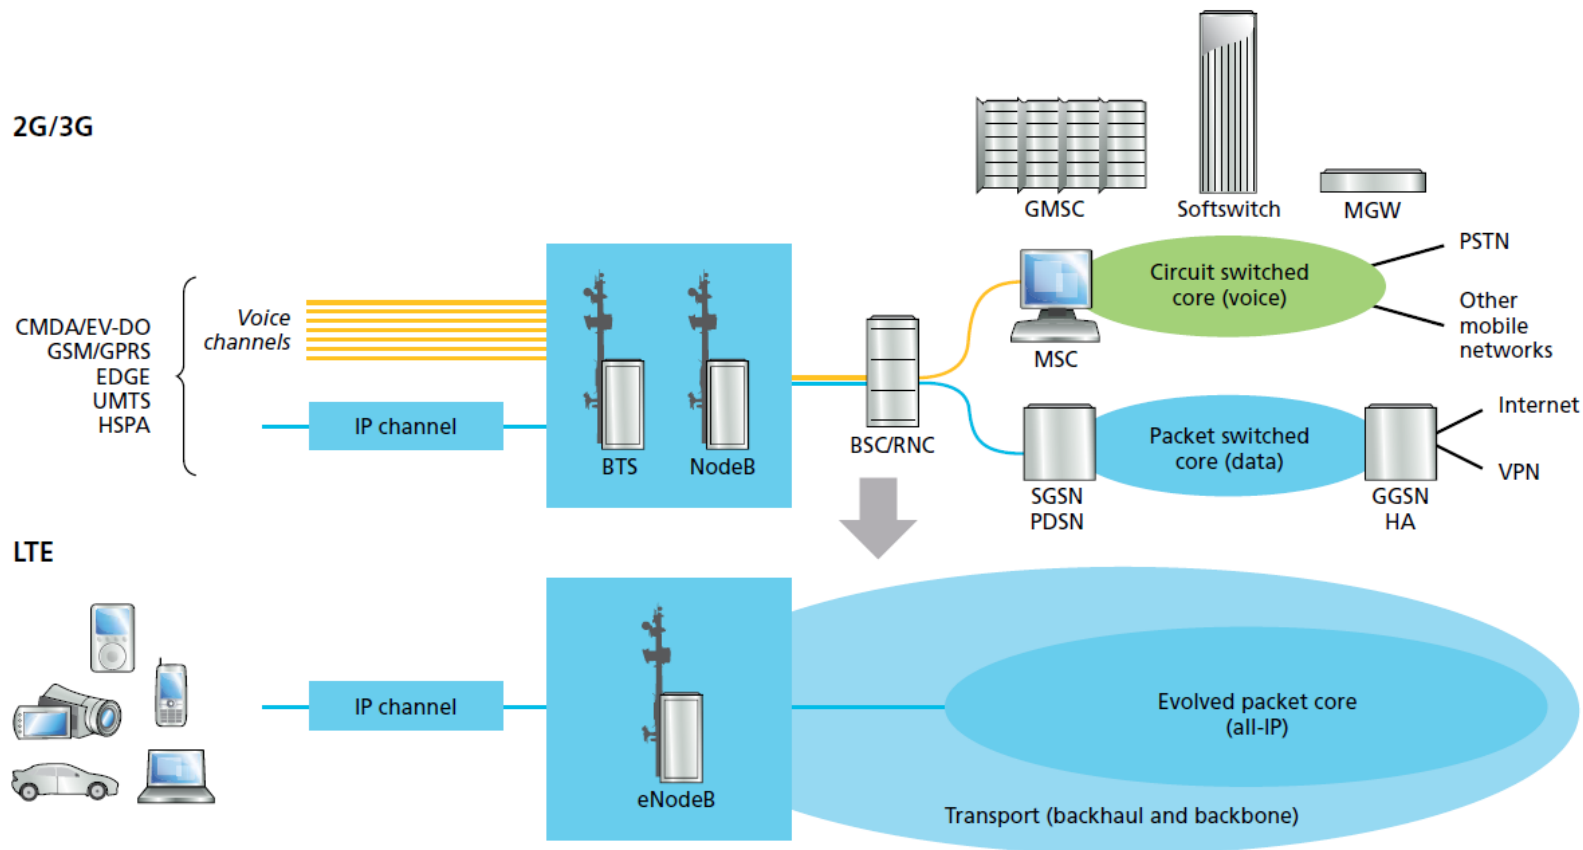 2G/3G
GMSC
Softswitch
MGW
PSTN
Circuit switched
core (voice)
Other
mobile
networks
MSC
CMDA/EV-DO
GSM/GPRS
EDGE
UMTS
HSPA
Voice
channels
IP channel
BTS
NodeB
BSC/RNC
Internet
Packet switched
core (data)
VPN
SGSN
PDSN
GGSN
HA
LTE
IP channel
eNodeB
Evolved packet core
(all-IP)
Transport (backhaul and backbone)